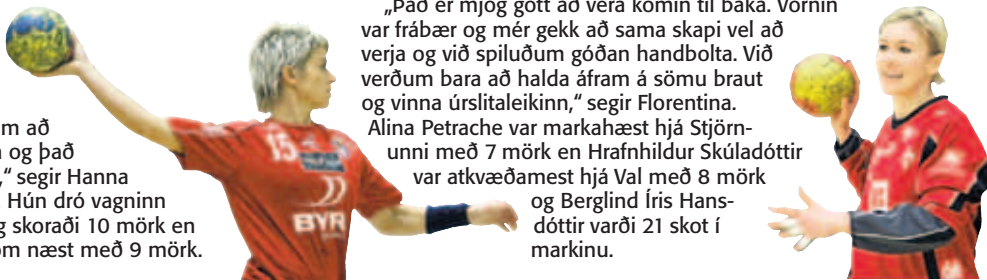 „Það er mjög gott að vera komin til baka. Vörnin
var frábær og mér gekk að sama skapi vel að
verja og við spiluðum góðan handbolta. Við
verðum bara að halda áfram á sömu braut
og vinna úrslitaleikinn,“ segir Florentina.
Alina Petrache var markahæst hjá Stjörn-
unni með 7 mörk en Hrafnhildur Skúladóttir
var atkvæðamest hjá Val með 8 mörk
og Berglind Íris Hans-
dóttir varði 21 skot í
markinu.
m að
og það
,“ segir Hanna
Hún dró vagninn
g skoraði 10 mörk en
om næst með 9 mörk.
15
BYR